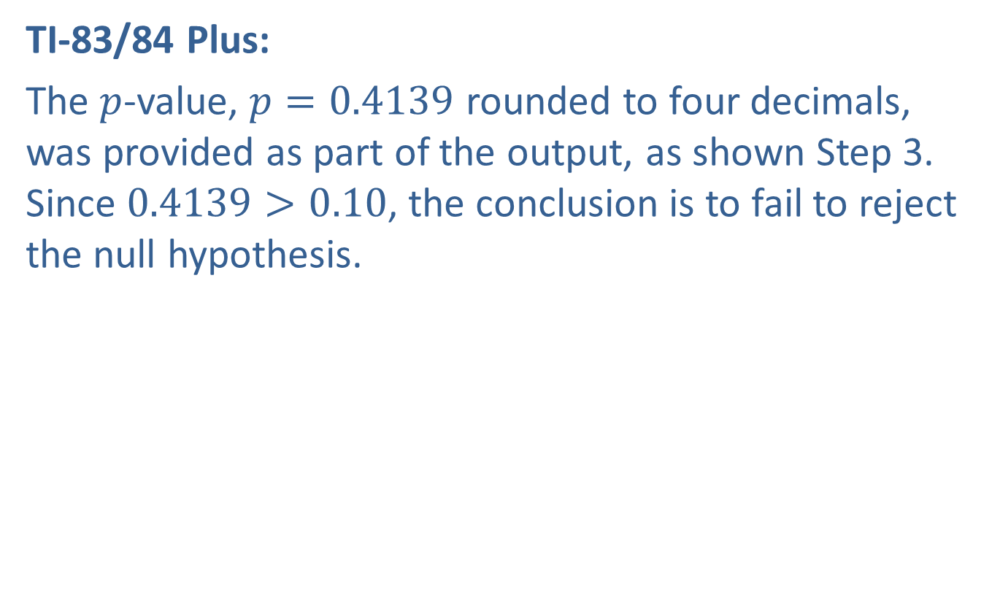 TI-83/84 Plus:
The p-value, p = 0.4139 rounded to four decimals,
was provided as part of the output, as shown Step 3.
Since 0.4139 > 0.10, the conclusion is to fail to reject
the null hypothesis.